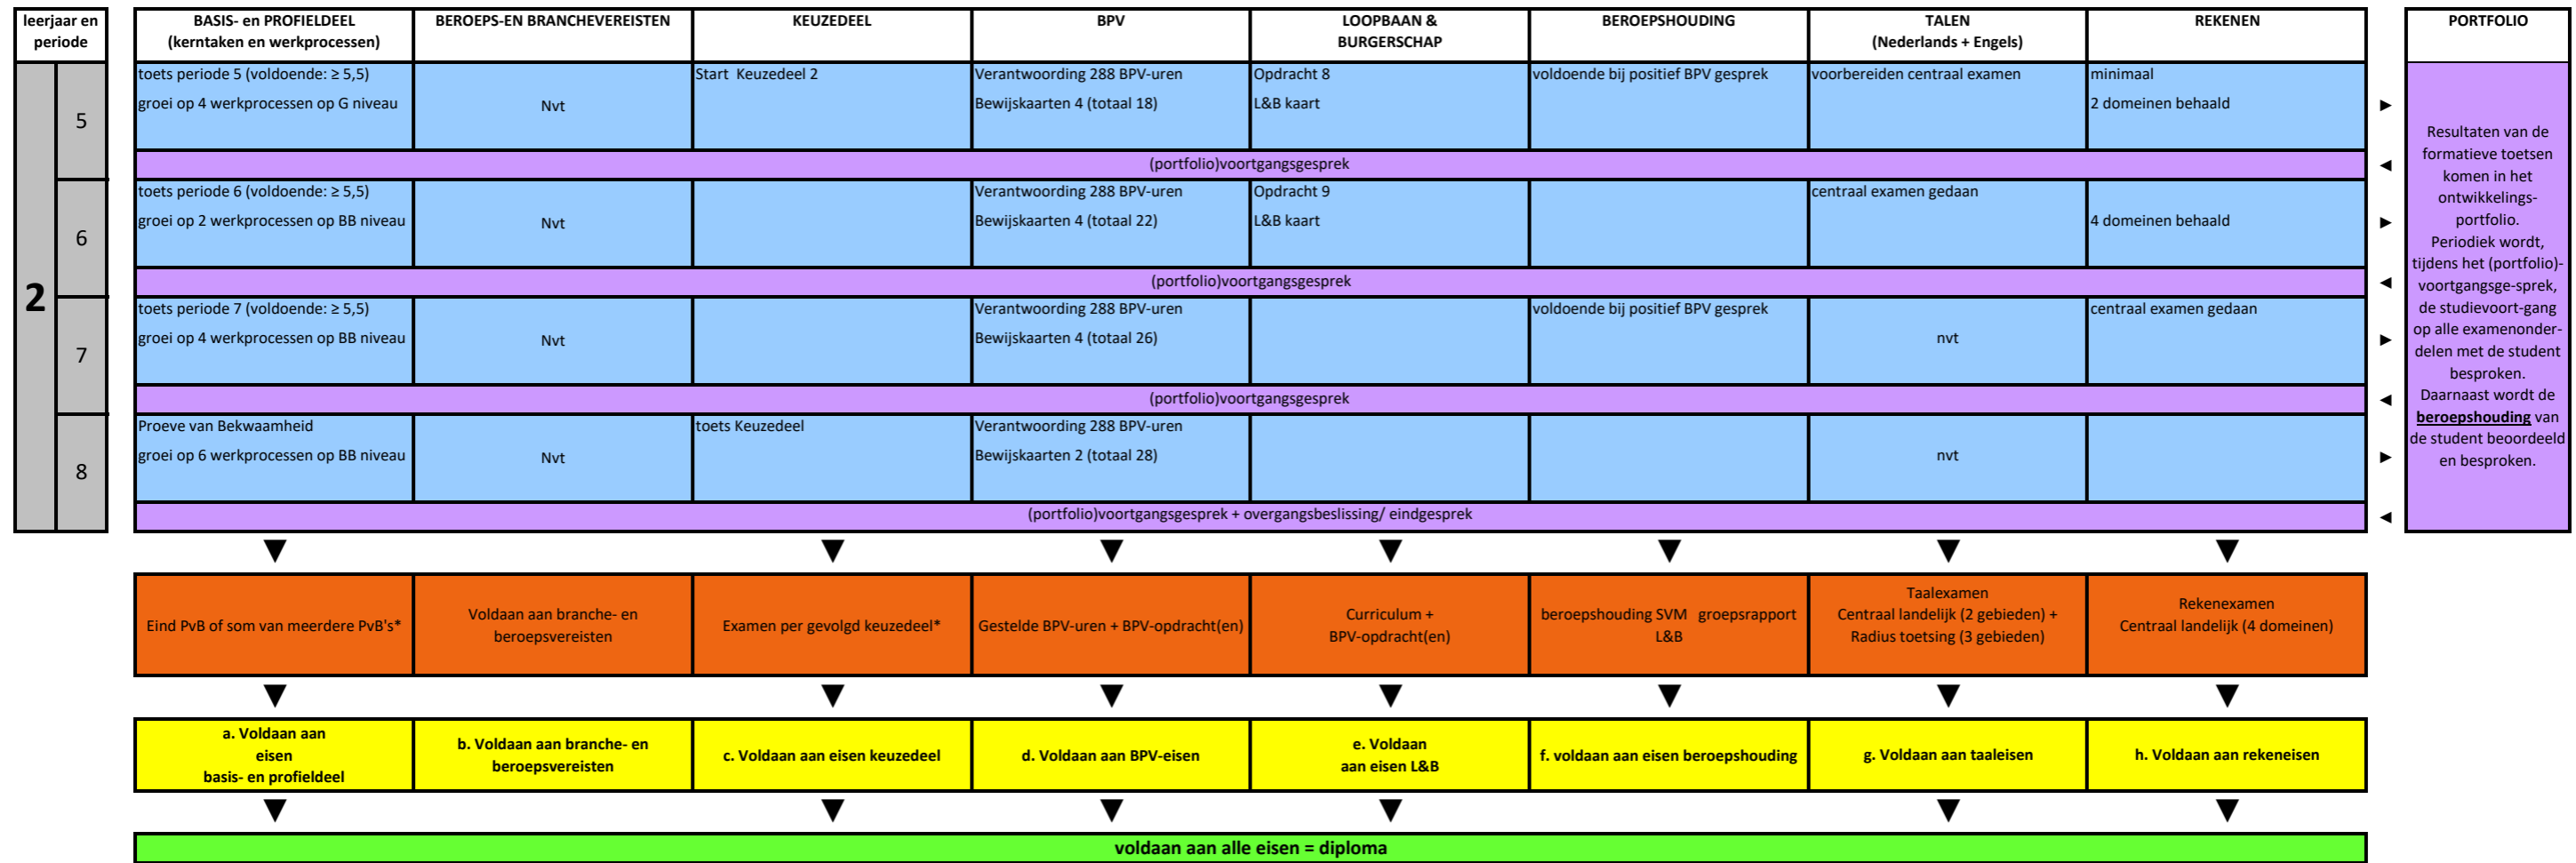 leerjaar en
periode
BASIS- en PROFIELDEEL
(kerntaken en werkprocessen)
BEROEPS-EN BRANCHEVEREISTEN
KEUZEDEEL
BPV
LOOPBAAN &
BURGERSCHAP
BEROEPSHOUDING
TALEN
(Nederlands + Engels)
REKENEN
PORTFOLIO
2
5
toets periode 5 (voldoende: ≥ 5,5)
groei op 4 werkprocessen op G niveau
Nvt
Start Keuzedeel 2
Verantwoording 288 BPV-uren
Bewijskaarten 4 (totaal 18)
Opdracht 8
L&B kaart
voldoende bij positief BPV gesprek
voorbereiden centraal examen
minimaal
2 domeinen behaald
►
(portfolio)voortgangsgesprek
◄
6
toets periode 6 (voldoende: ≥ 5,5)
groei op 2 werkprocessen op BB niveau
Nvt
Verantwoording 288 BPV-uren
Bewijskaarten 4 (totaal 22)
Opdracht 9
L&B kaart
centraal examen gedaan
4 domeinen behaald
►
(portfolio)voortgangsgesprek
◄
7
toets periode 7 (voldoende: ≥ 5,5)
groei op 4 werkprocessen op BB niveau
Nvt
Verantwoording 288 BPV-uren
Bewijskaarten 4 (totaal 26)
voldoende bij positief BPV gesprek
nvt
centraal examen gedaan
►
(portfolio)voortgangsgesprek
◄
8
Proeve van Bekwaamheid
groei op 6 werkprocessen op BB niveau
Nvt
toets Keuzedeel
Verantwoording 288 BPV-uren
Bewijskaarten 2 (totaal 28)
nvt
►
(portfolio)voortgangsgesprek + overgangsbeslissing/ eindgesprek
◄
Resultaten van de
formatieve toetsen
komen in het
ontwikkelings-
portfolio.
Periodiek wordt,
tijdens het (portfolio)-
voortgangsge-sprek,
de studievoort-gang
op alle examenonder-
delen met de student
besproken.
Daarnaast wordt de
beroepshouding van
de student beoordeeld
en besproken.
Eind PvB of som van meerdere PvB's*
Voldaan aan branche- en
beroepsvereisten
Examen per gevolgd keuzedeel*
Gestelde BPV-uren + BPV-opdracht(en)
Curriculum +
BPV-opdracht(en)
beroepshouding SVM groepsrapport
L&B
Taalexamen
Centraal landelijk (2 gebieden) +
Radius toetsing (3 gebieden)
Rekenexamen
Centraal landelijk (4 domeinen)
a. Voldaan aan
eisen
basis- en profieldeel
b. Voldaan aan branche- en
beroepsvereisten
c. Voldaan aan eisen keuzedeel
d. Voldaan aan BPV-eisen
e. Voldaan
aan eisen L&B
f. voldaan aan eisen beroepshouding
g. Voldaan aan taaleisen
h. Voldaan aan rekeneisen
voldaan aan alle eisen = diploma